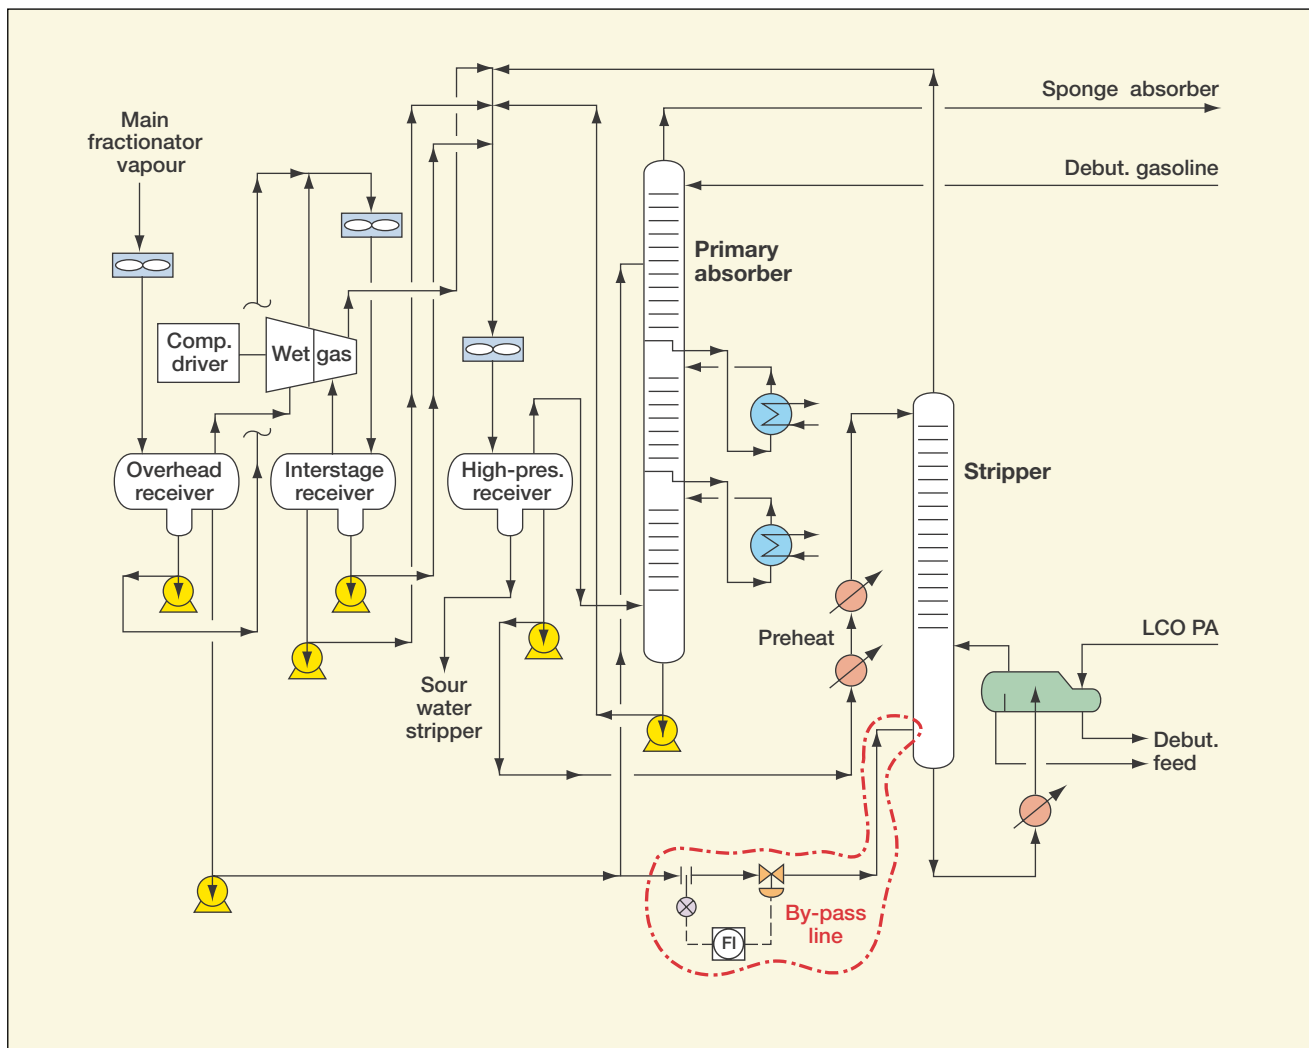 Sponge absorber
Main
fractionator
vapour
Debut. gasoline
Primary
absorber
Comp.
driver
Wet gas
Overhead
receiver
Interstage
receiver
High-pres.
receiver
Stripper
Preheat
LCO PA
Sour
water
stripper
Debut.
feed
By-pass
line
FI